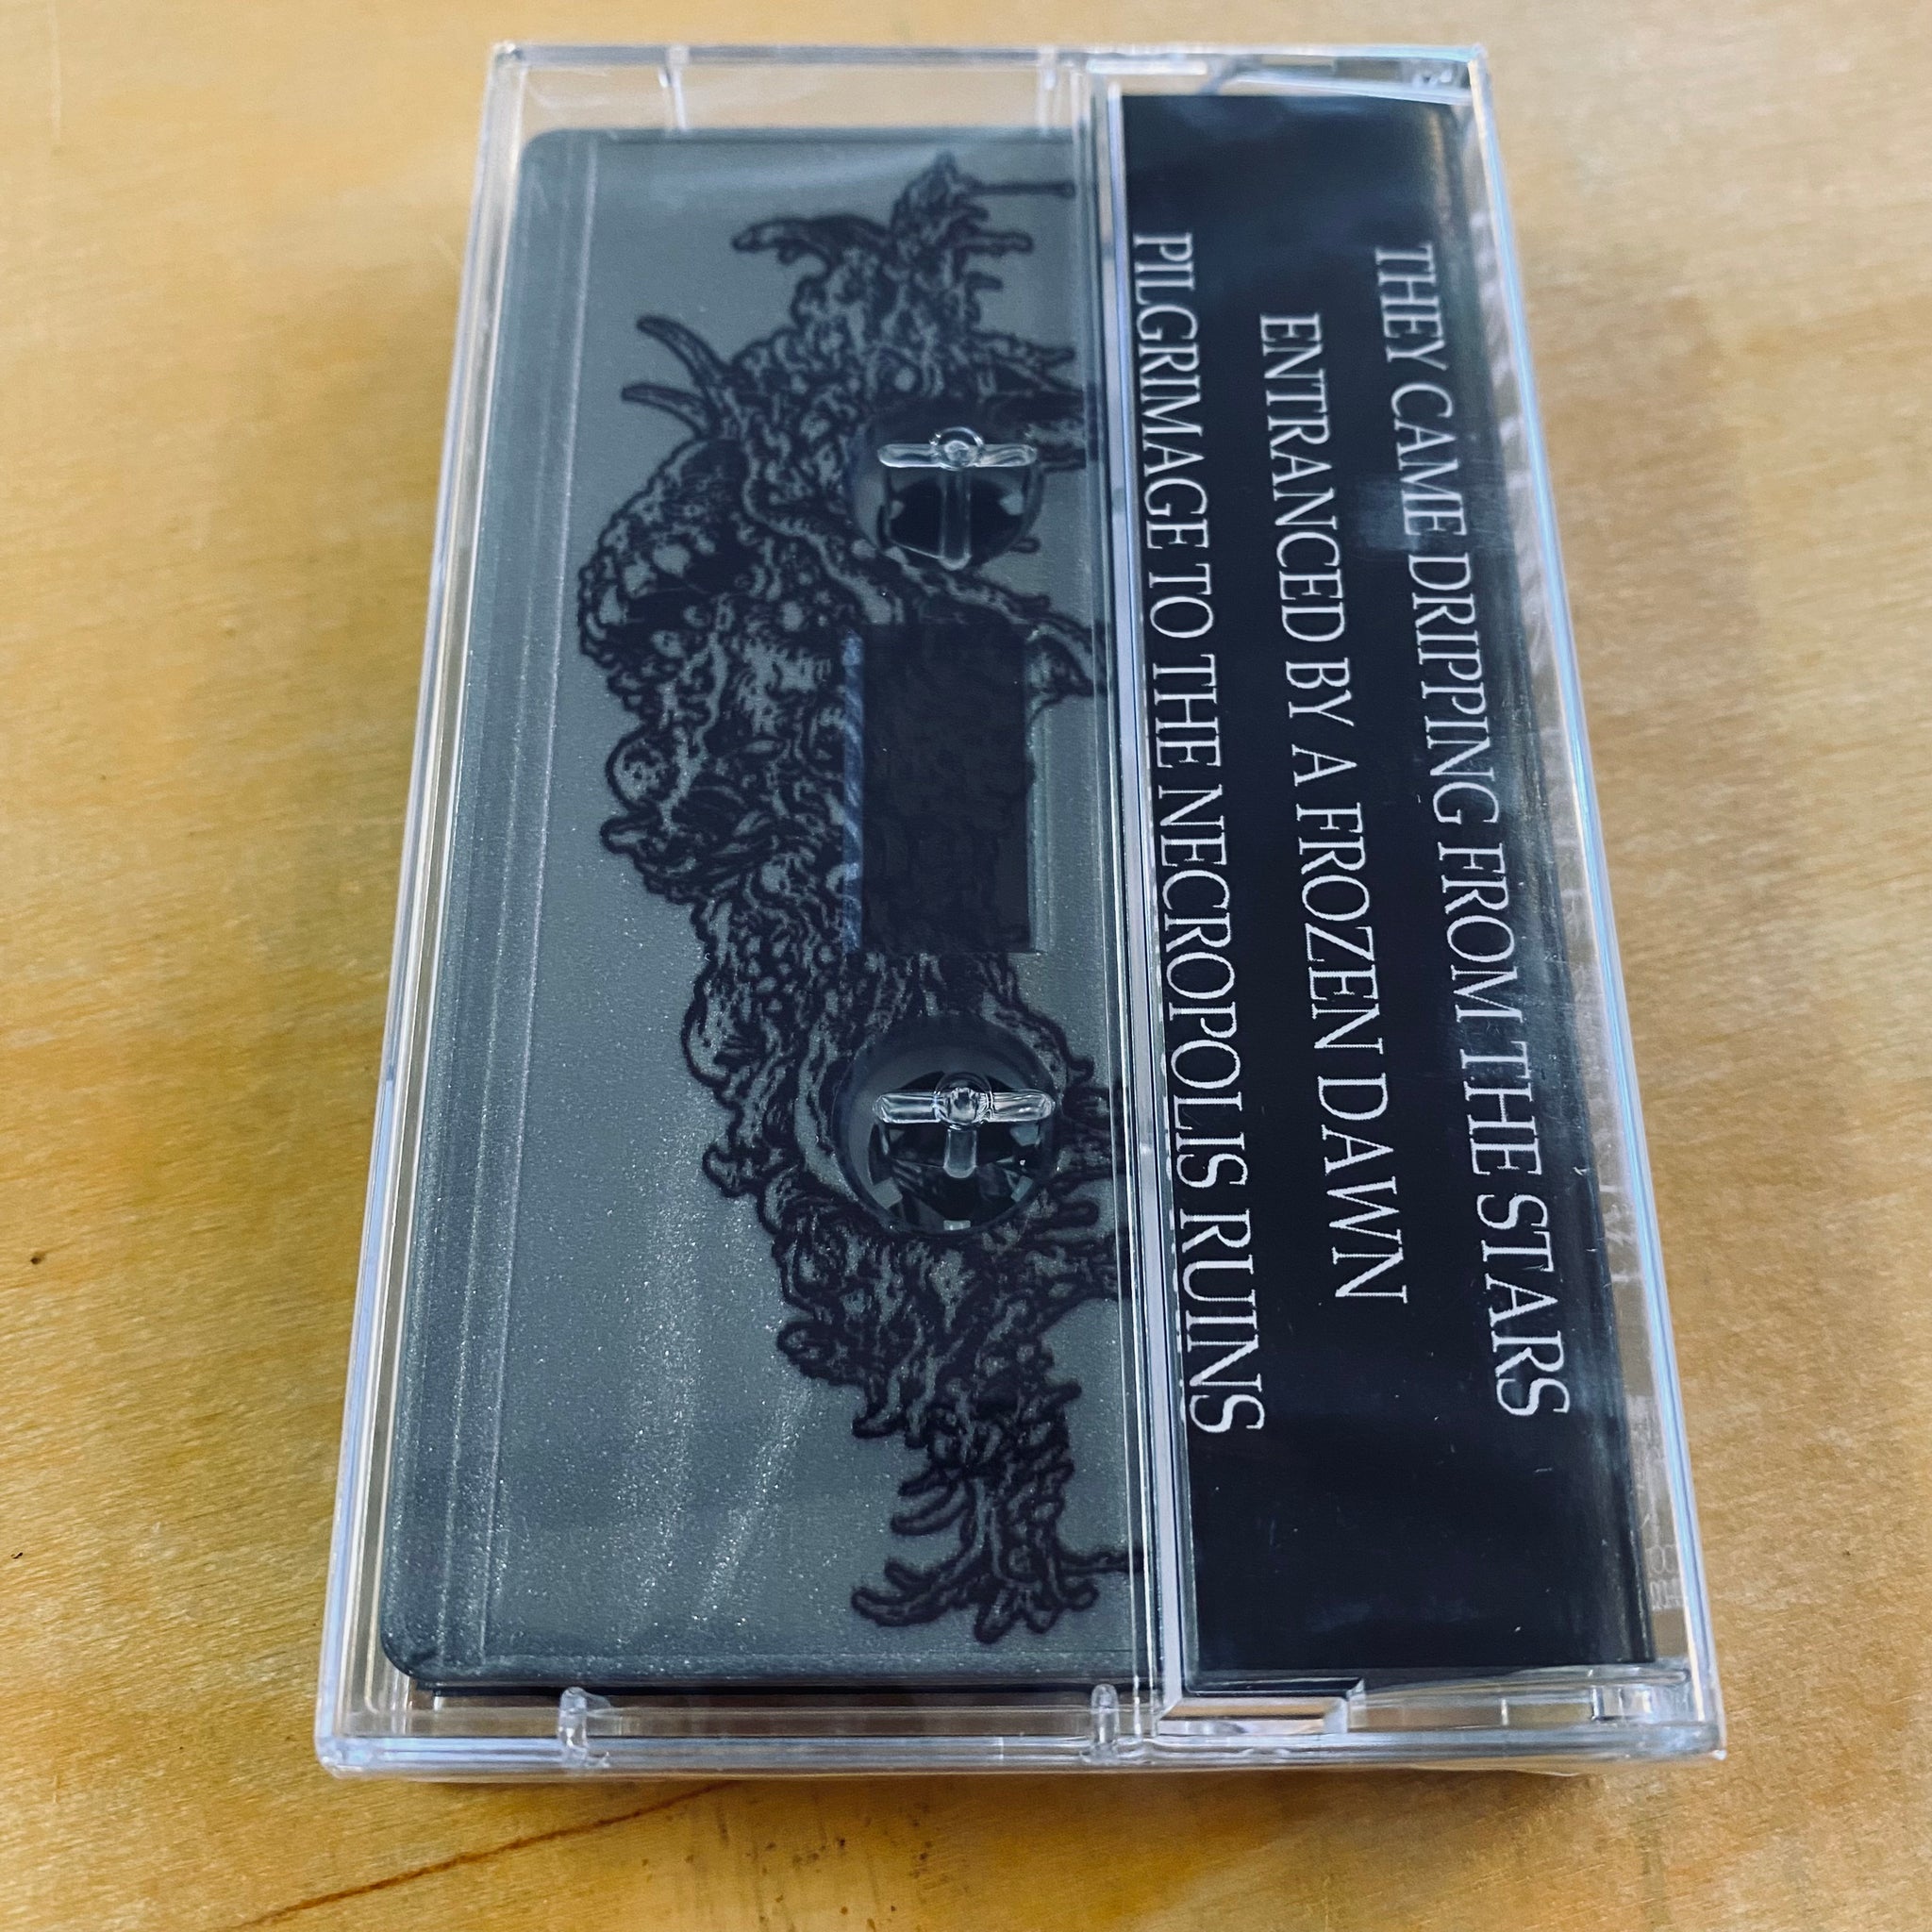 THEY CAME DRIPPING FROM THE STARS
ENTRANCED BY A FROZEN DAWN
PILGRIMAGE TO THE NECROPOLIS RUINS